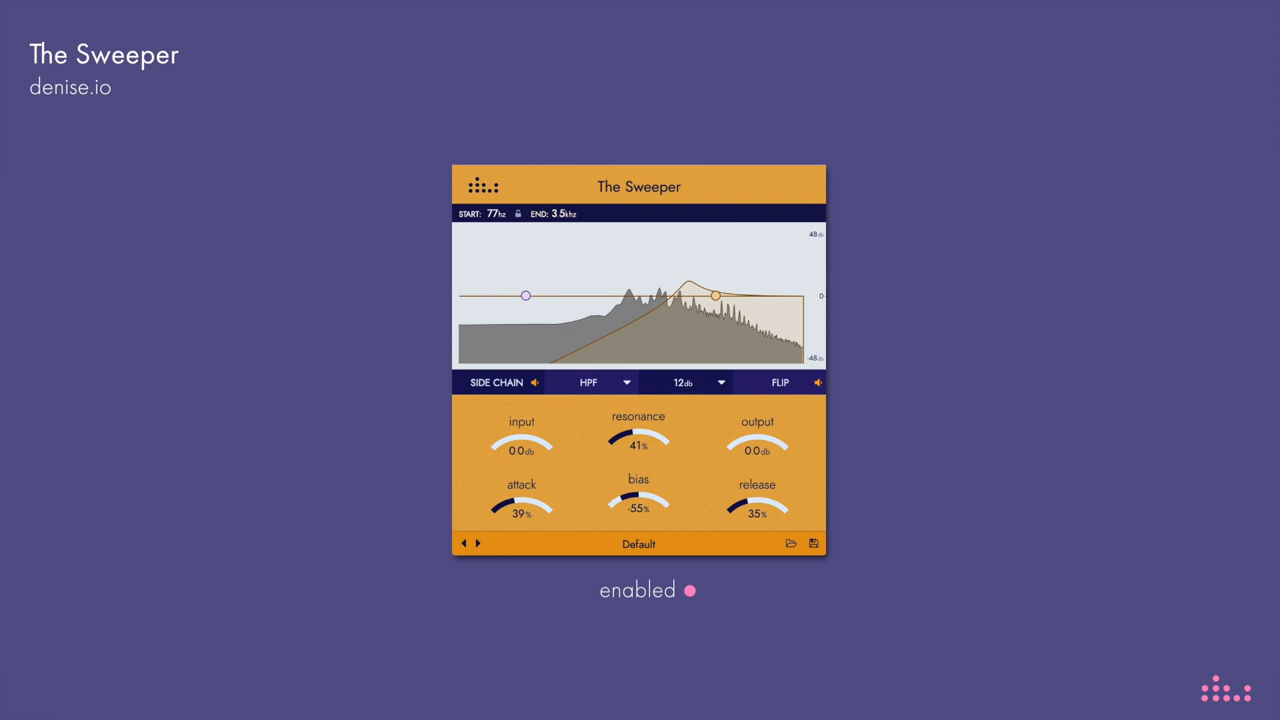 The Sweeper
denise.io
The Sweeper
START: 77hz END: 3 5khz
48db
0
-48db
SIDE CHAIN HPF 12db FLIP
input resonance output
0 0db 41% 0 0db
attack bias release
39% -55% 35%
Default
enabled